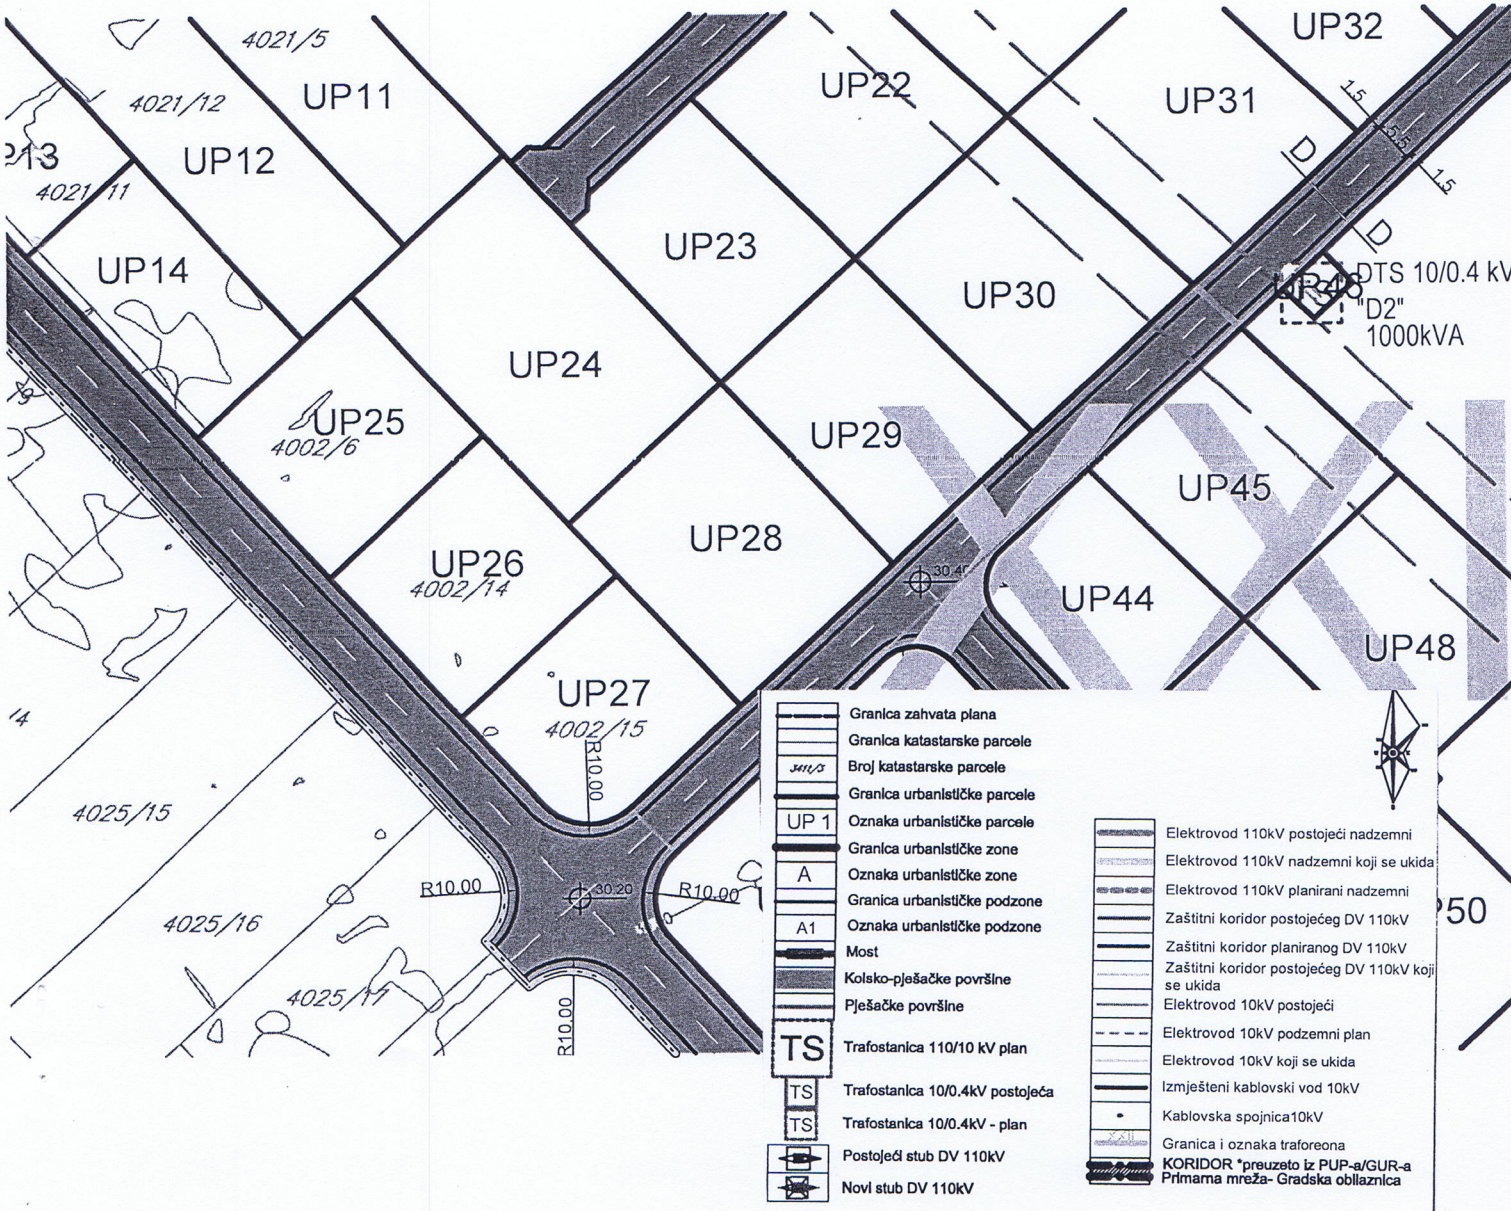 4021/5
UP32
UP22
UP11
UP31
1.5
4021/12
5.5
UP12
D
1.5
4021/11
D
UP23
UP14
DTS 10/0.4 kV
UP30
"D2"
1000kVA
UP24
UP25
4002/6
UP29
XXI
UP45
UP28
UP26
4002/14
30.40
UP44
UP48
UP27
4002/15
R10.00
4025/15
R10.00
30.20
R10.00
4025/16
4025/17
R10.00
Granica zahvata plana
Granica katastarske parcele
Broj katastarske parcele
Granica urbanističke parcele
UP 1 Oznaka urbanističke parcele
Granica urbanističke zone
A Oznaka urbanističke zone
Granica urbanističke podzone
A1 Oznaka urbanističke podzone
Most
Kolsko-pješačke površine
Pješačke površine
TS Trafostanica 110/10 kV plan
TS Trafostanica 10/0.4kV postojeća
TS Trafostanica 10/0.4kV - plan
Postojeći stub DV 110kV
Novi stub DV 110kV
Elektrovod 110kV postojeći nadzemni
Elektrovod 110kV nadzemni koji se ukida
Elektrovod 110kV planirani nadzemni
Zaštitni koridor postojećeg DV 110kV
Zaštitni koridor planiranog DV 110kV
Zaštitni koridor postojećeg DV 110kV koji
se ukida
Elektrovod 10kV postojeći
Elektrovod 10kV podzemni plan
Elektrovod 10kV koji se ukida
Izmješteni kablovski vod 10kV
Kablovska spojnica10kV
Granica i oznaka traforeona
KORIDOR *preuzeto iz PUP-a/GUR-a
Primarna mreža- Gradska obilaznica